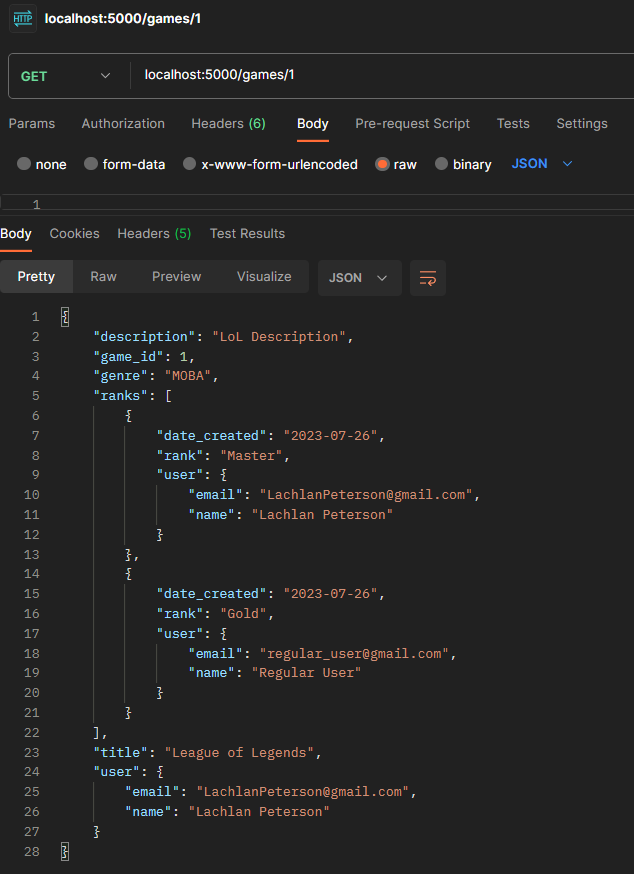 HTTP localhost:5000/games/1
GET localhost:5000/games/1
Params Authorization Headers (6) Body Pre-request Script Tests Settings
none form-data x-www-form-urlencoded raw binary JSON
1
Body Cookies Headers (5) Test Results
Pretty Raw Preview Visualize JSON
1 {
2 "description": "LoL Description",
3 "game_id": 1,
4 "genre": "MOBA",
5 "ranks": [
6 {
7 "date_created": "2023-07-26",
8 "rank": "Master",
9 "user": {
10 "email": "LachlanPeterson@gmail.com",
11 "name": "Lachlan Peterson"
12 }
13 },
14 {
15 "date_created": "2023-07-26",
16 "rank": "Gold",
17 "user": {
18 "email": "regular_user@gmail.com",
19 "name": "Regular User"
20 }
21 }
22 ],
23 "title": "League of Legends",
24 "user": {
25 "email": "LachlanPeterson@gmail.com",
26 "name": "Lachlan Peterson"
27 }
28 }